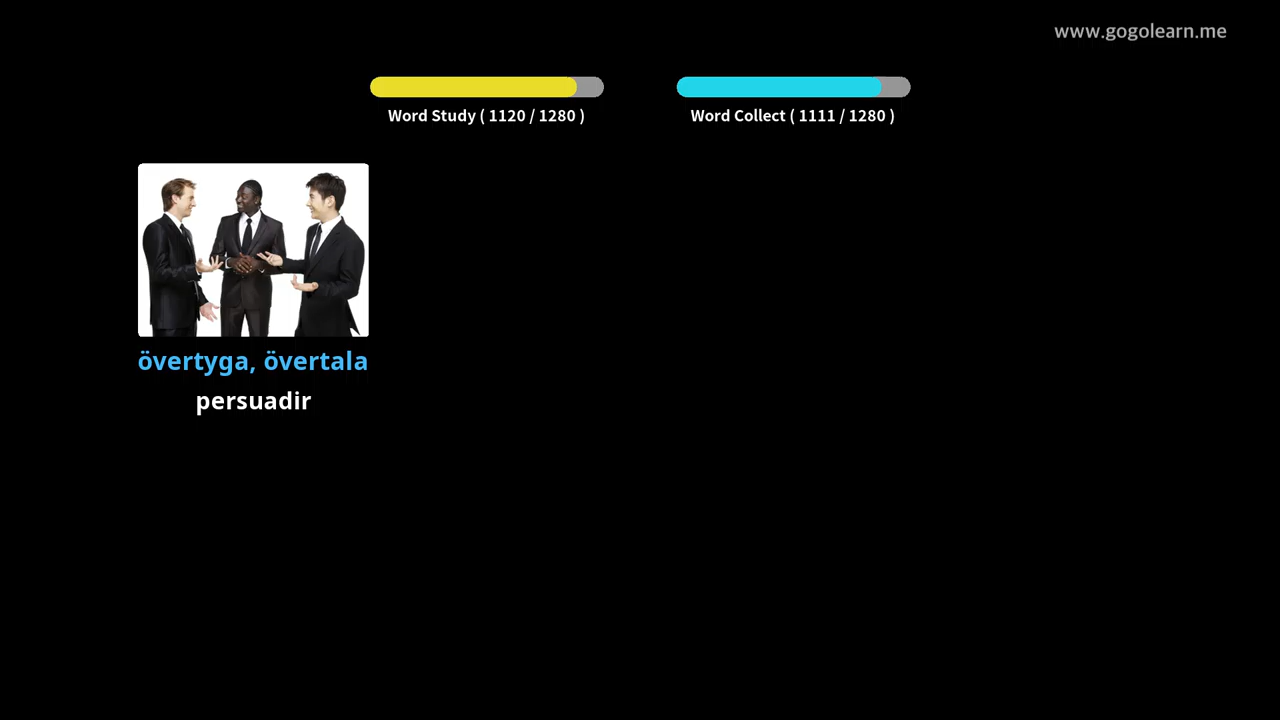 www.gogolearn.me
Word Study ( 1120 / 1280 )
Word Collect ( 1111 / 1280 )
övertyga, övertala
persuadir